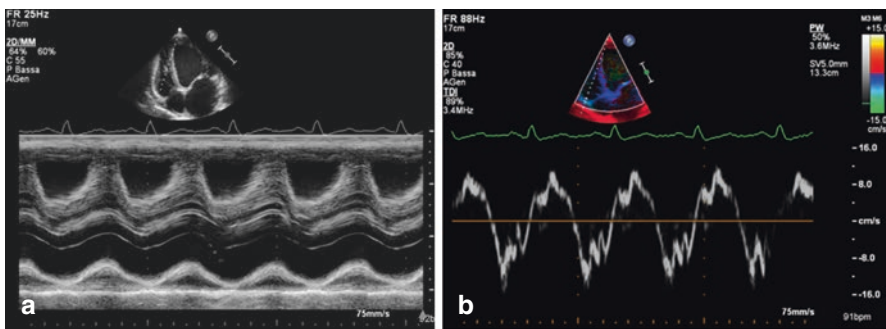 FR 25Hz
17cm
2D/MM
64% 60%
C 55
P Bassa
AGen
75mm/s
a
FR 88Hz
17cm
2D
85%
C 40
P Bassa
AGen
TDI
89%
3.4MHz
PW
50%
3.6MHz
SV5.0mm
13.3cm
M3 M6
+15.0
-15.0
cm/s
16.0
8.0
cm/s
-8.0
-16.0
75mm/s
91bpm
b